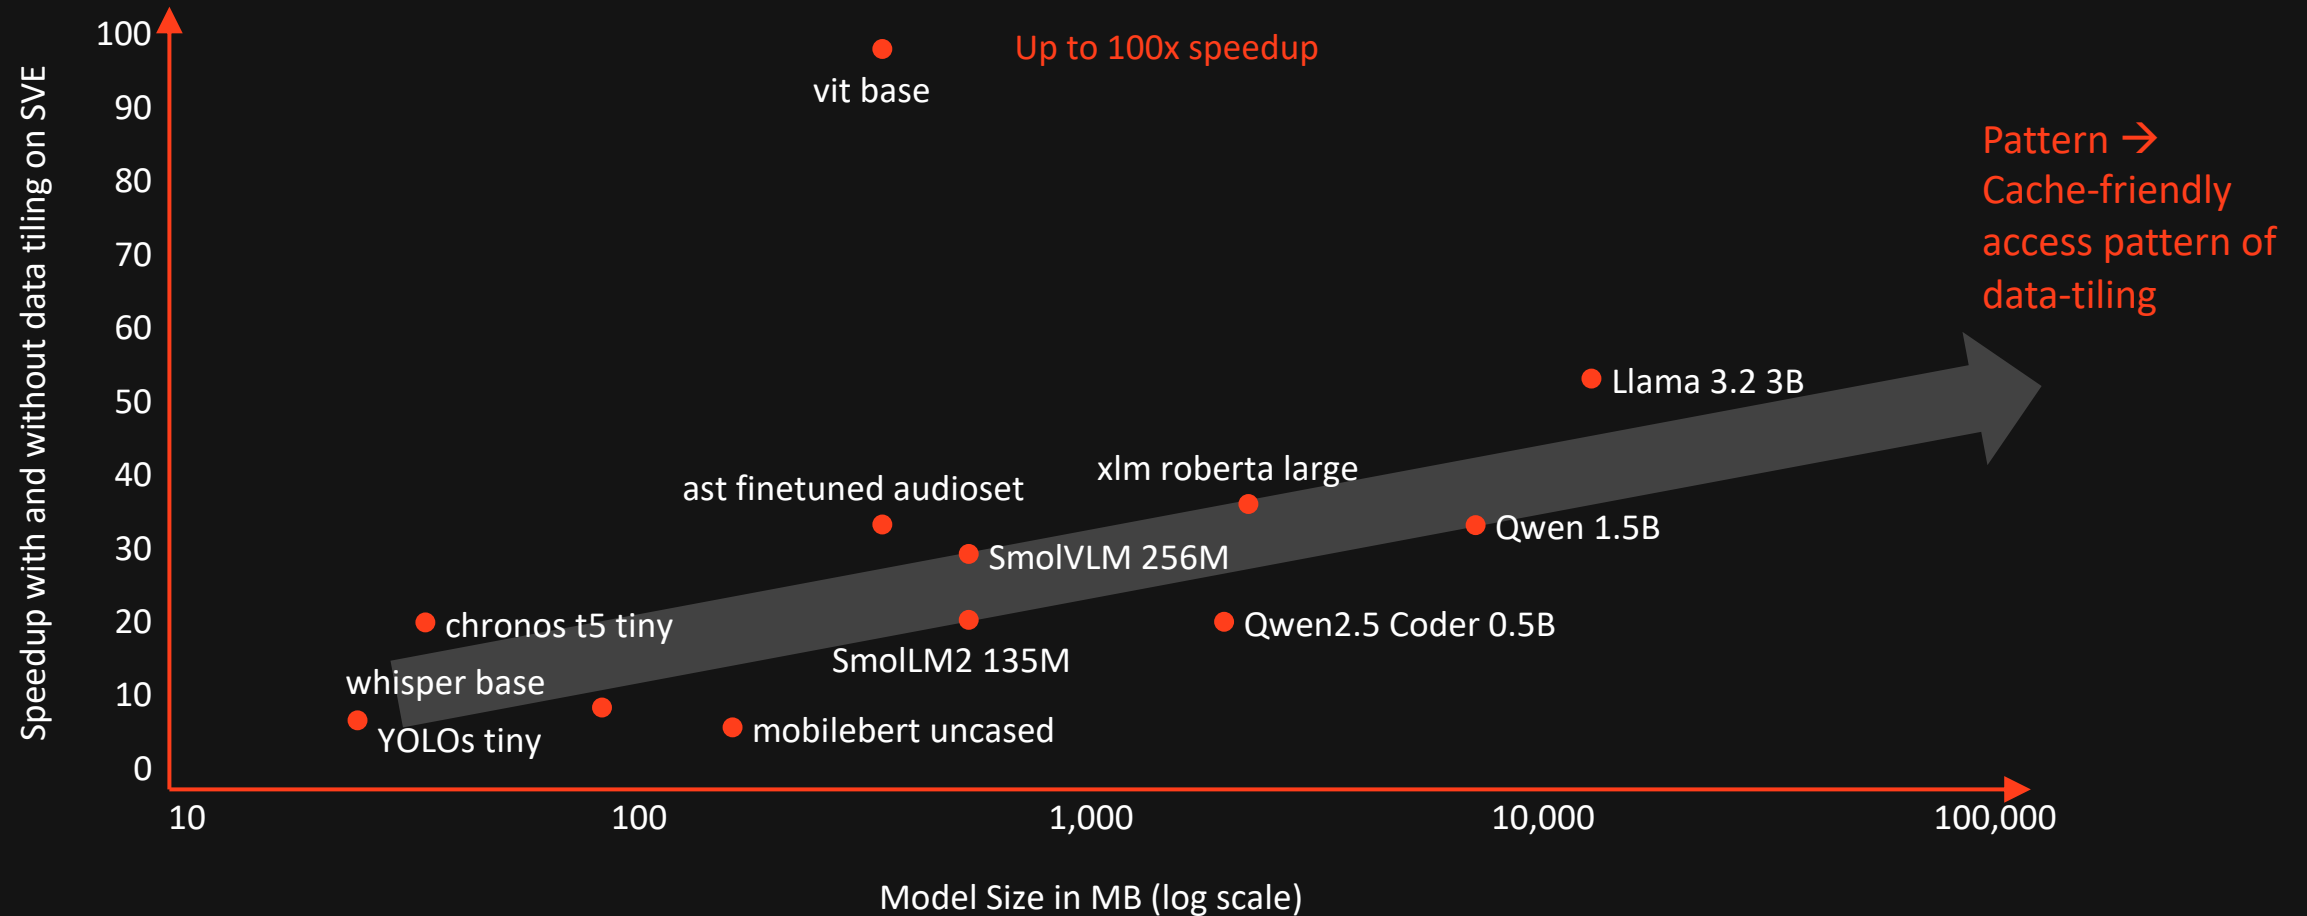 Speedup with and without data tiling on SVE
100
90
80
70
60
50
40
30
20
10
0
Up to 100x speedup
vit base
Pattern →
Cache-friendly
access pattern of
data-tiling
Llama 3.2 3B
xlm roberta large
ast finetuned audioset
Qwen 1.5B
SmolVLM 256M
chronos t5 tiny
Qwen2.5 Coder 0.5B
SmolLM2 135M
whisper base
YOLOs tiny
mobilebert uncased
10
100
1,000
10,000
100,000
Model Size in MB (log scale)